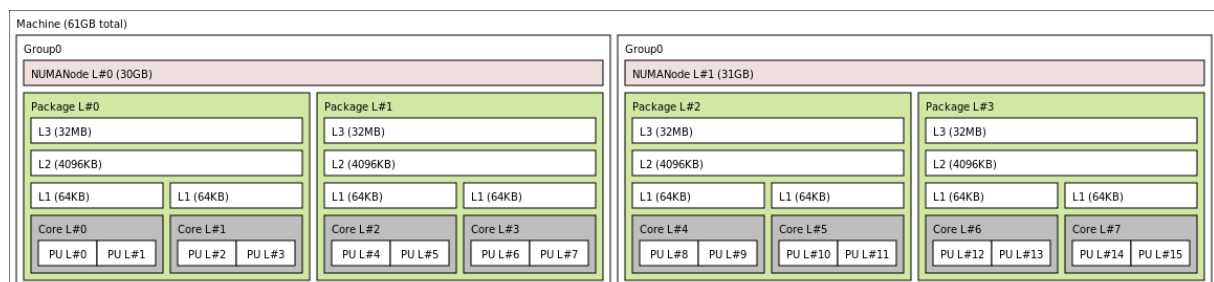 Machine (61GB total)
Group0
NUMANode L#0 (30GB)
Package L#0
L3 (32MB)
L2 (4096KB)
L1 (64KB)
L1 (64KB)
Core L#0
PU L#0
PU L#1
Core L#1
PU L#2
PU L#3
Package L#1
L3 (32MB)
L2 (4096KB)
L1 (64KB)
L1 (64KB)
Core L#2
PU L#4
PU L#5
Core L#3
PU L#6
PU L#7
Group0
NUMANode L#1 (31GB)
Package L#2
L3 (32MB)
L2 (4096KB)
L1 (64KB)
L1 (64KB)
Core L#4
PU L#8
PU L#9
Core L#5
PU L#10
PU L#11
Package L#3
L3 (32MB)
L2 (4096KB)
L1 (64KB)
L1 (64KB)
Core L#6
PU L#12
PU L#13
Core L#7
PU L#14
PU L#15